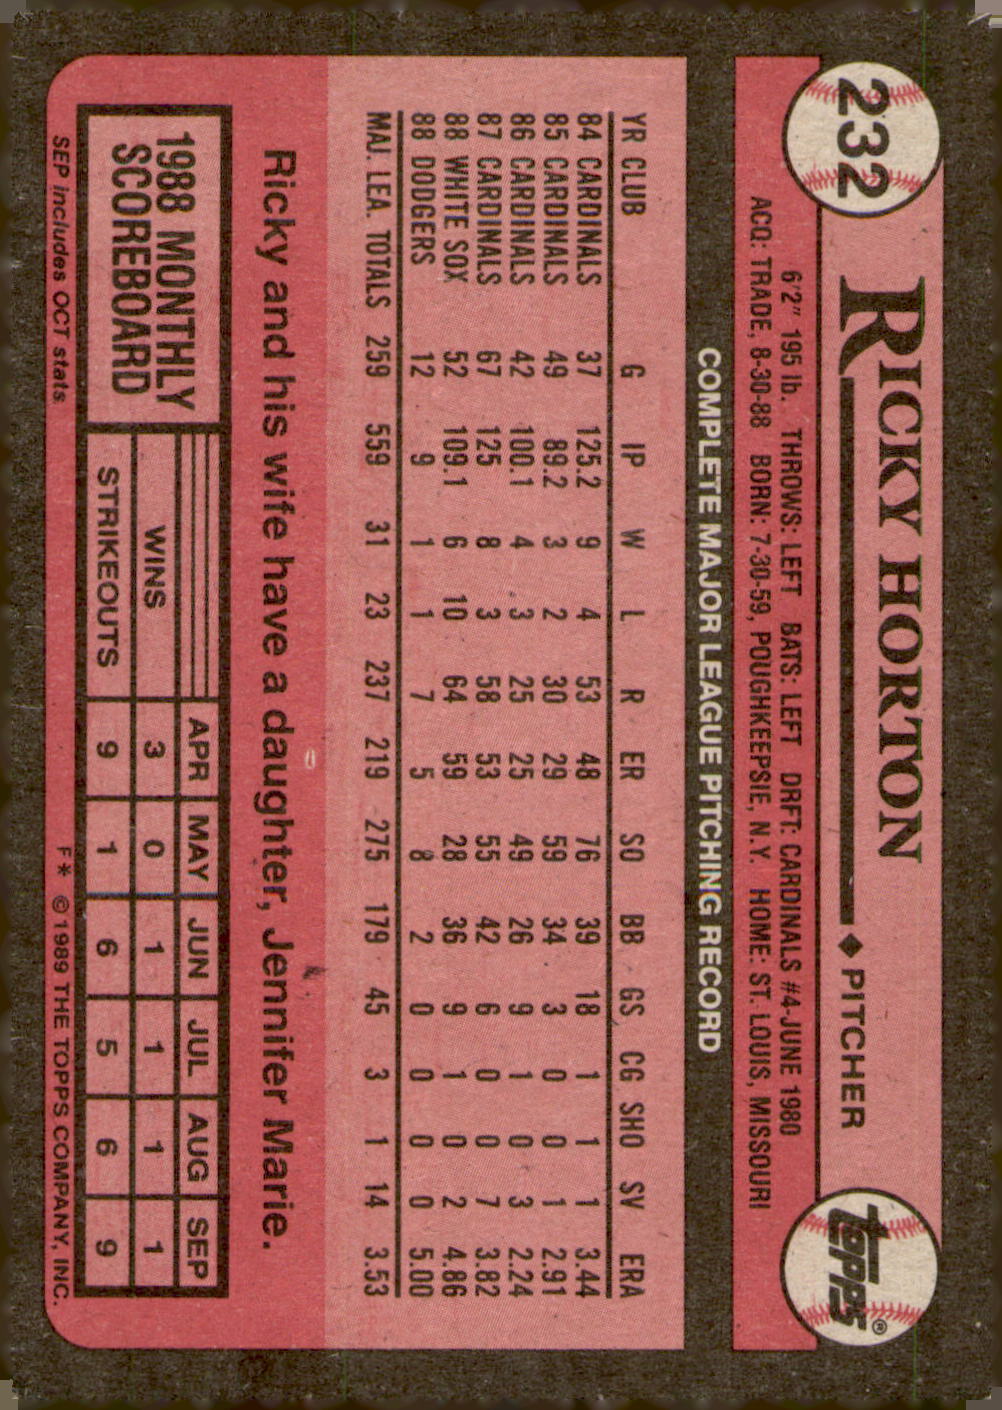 232
RICKY HORTON ◆ PITCHER
topps®
6'2" 195 lb. THROWS: LEFT BATS: LEFT DRFT: CARDINALS #4-JUNE 1980
ACQ: TRADE, 8-30-88 BORN: 7-30-59, POUGHKEEPSIE, N.Y. HOME: ST. LOUIS, MISSOURI
COMPLETE MAJOR LEAGUE PITCHING RECORD
YR CLUB G IP W L R ER SO BB GS CG SHO SV ERA
84 CARDINALS 37 125.2 9 4 53 48 76 39 18 1 1 1 3.44
85 CARDINALS 49 89.2 3 2 30 29 59 34 3 0 0 1 2.91
86 CARDINALS 42 100.1 4 3 25 25 49 26 9 1 0 3 2.24
87 CARDINALS 67 125 8 3 58 53 55 42 6 0 0 7 3.82
88 WHITE SOX 52 109.1 6 10 64 59 28 36 9 1 0 2 4.86
88 DODGERS 12 9 1 1 7 5 8 2 0 0 0 0 5.00
MAJ. LEA. TOTALS 259 559 31 23 237 219 275 179 45 3 1 14 3.53
Ricky and his wife have a daughter, Jennifer Marie.
1988 MONTHLY
SCOREBOARD
APR MAY JUN JUL AUG SEP
WINS 3 0 1 1 1 1
STRIKEOUTS 9 1 6 5 6 9
SEP includes OCT stats.
F* © 1989 THE TOPPS COMPANY, INC.